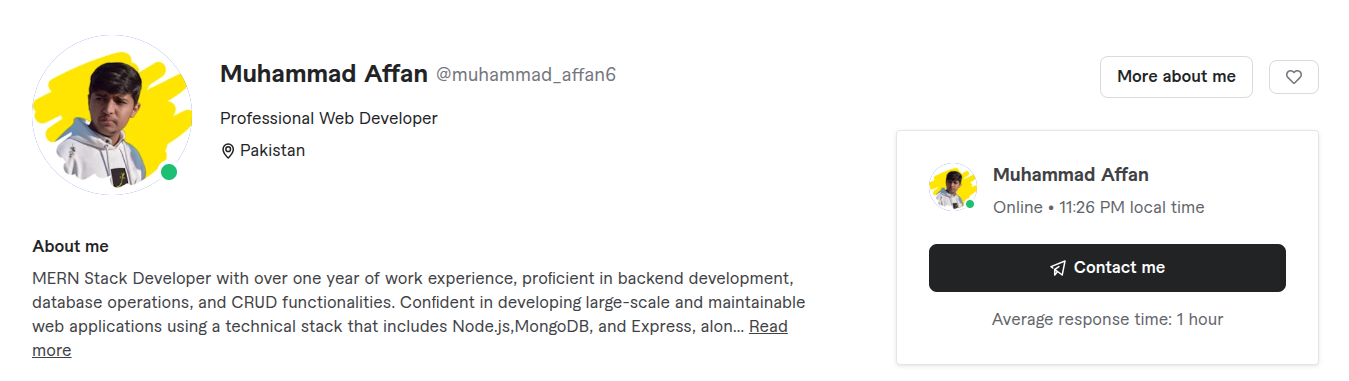 Muhammad Affan @muhammad_affan6
Professional Web Developer
Pakistan
About me
MERN Stack Developer with over one year of work experience, proficient in backend development,
database operations, and CRUD functionalities. Confident in developing large-scale and maintainable
web applications using a technical stack that includes Node.js,MongoDB, and Express, alon... Read
more
More about me
Muhammad Affan
Online • 11:26 PM local time
Contact me
Average response time: 1 hour